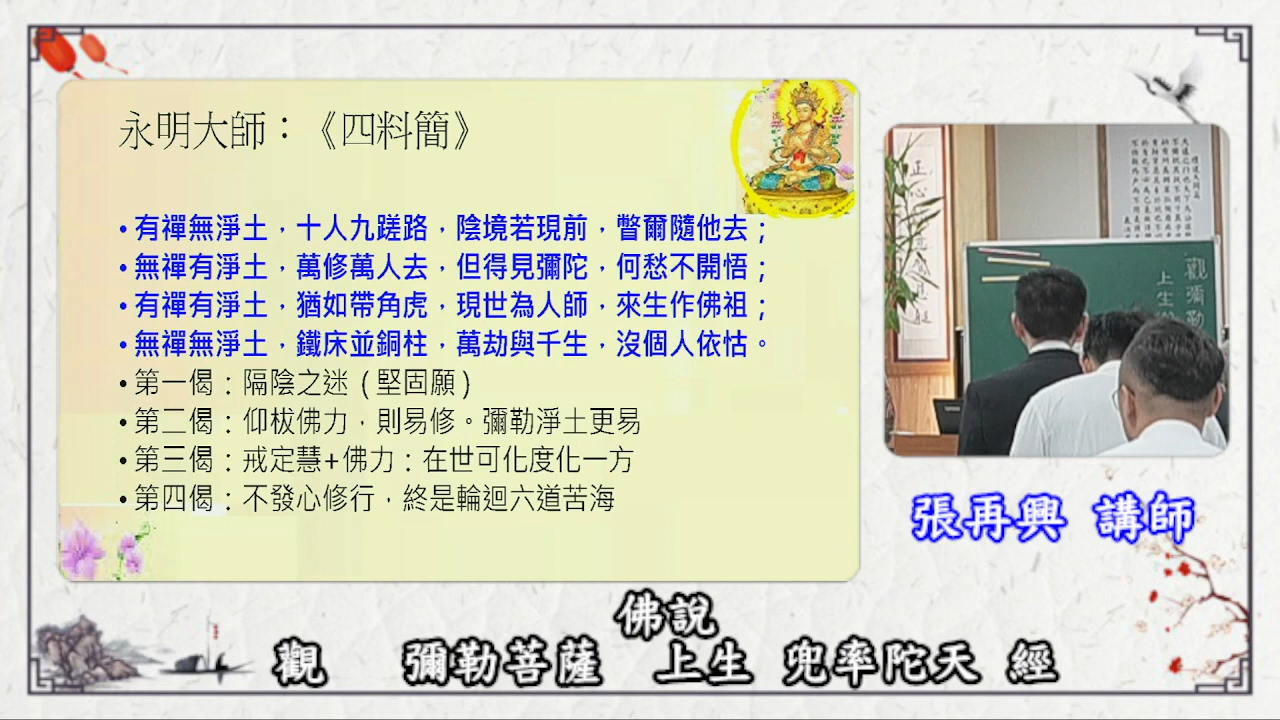 永明大師：《四料簡》
• 有禪無淨土，十人九蹉路，陰境若現前，瞥爾隨他去；
• 無禪有淨土，萬修萬人去，但得見彌陀，何愁不開悟；
• 有禪有淨土，猶如帶角虎，現世為人師，來生作佛祖；
• 無禪無淨土，鐵床並銅柱，萬劫與千生，沒個人依怙。
• 第一偈：隔陰之迷（堅固願）
• 第二偈：仰柭佛力，則易修。彌勒淨土更易
• 第三偈：戒定慧+佛力：在世可化度化一方
• 第四偈：不發心修行，終是輪迴六道苦海
正心
觀彌勒
上生
張再興 講師
佛說
觀 彌勒菩薩 上生 兜率陀天 經